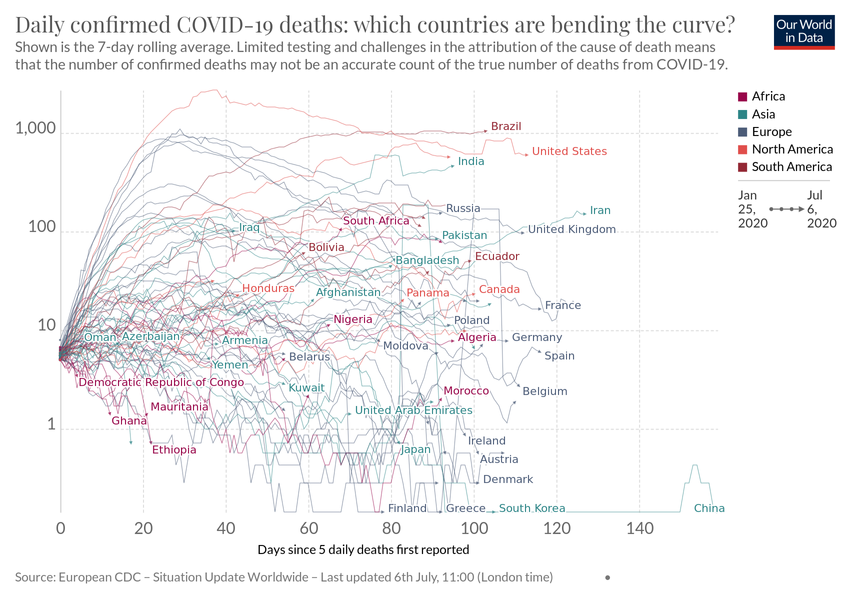 Daily confirmed COVID-19 deaths: which countries are bending the curve?
Our World
in Data
Shown is the 7-day rolling average. Limited testing and challenges in the attribution of the cause of death means
that the number of confirmed deaths may not be an accurate count of the true number of deaths from COVID-19.
Africa
Asia
Europe
North America
South America
Jan
25,
2020
Jul
6,
2020
1,000
100
10
1
Brazil
United States
India
Russia
Iran
South Africa
Iraq
United Kingdom
Pakistan
Bolivia
Ecuador
Bangladesh
Honduras
Afghanistan
Panama
Canada
France
Nigeria
Poland
Oman
Azerbaijan
Armenia
Algeria
Germany
Moldova
Belarus
Spain
Yemen
Democratic Republic of Congo
Kuwait
Morocco
Belgium
Mauritania
United Arab Emirates
Ghana
Ireland
Ethiopia
Japan
Austria
Denmark
Finland
Greece
South Korea
China
0
20
40
60
80
100
120
140
Days since 5 daily deaths first reported
Source: European CDC – Situation Update Worldwide – Last updated 6th July, 11:00 (London time)